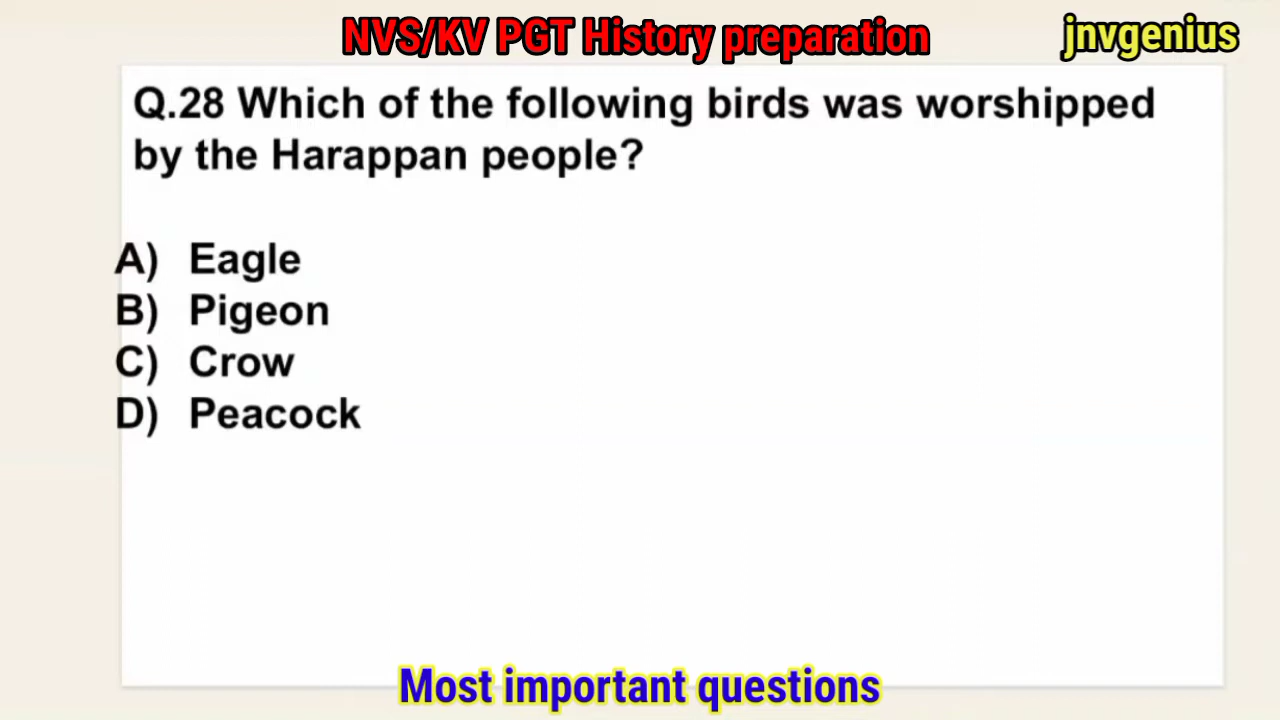 NVS/KV PGT History preparation
jnvgenius
Q.28 Which of the following birds was worshipped
by the Harappan people?
A) Eagle
B) Pigeon
C) Crow
D) Peacock
Most important questions